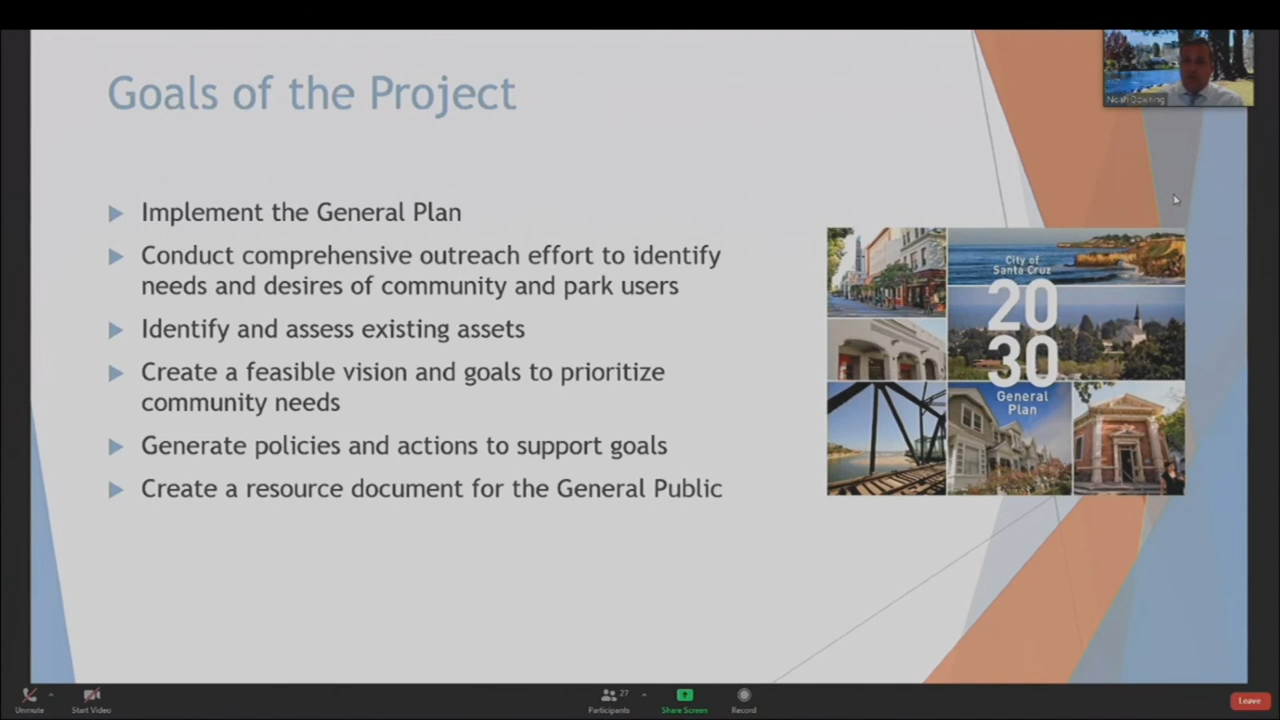 Goals of the Project
Noah Downing
Implement the General Plan
Conduct comprehensive outreach effort to identify
needs and desires of community and park users
Identify and assess existing assets
Create a feasible vision and goals to prioritize
community needs
Generate policies and actions to support goals
Create a resource document for the General Public
City of
Santa Cruz
20
30
General
Plan
Unmute
Start Video
27
Participants
Share Screen
Record
Leave